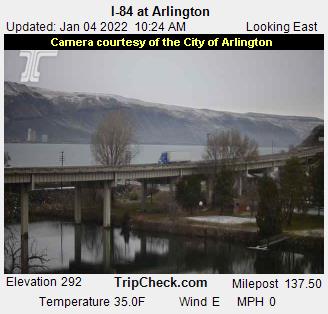 I-84 at Arlington
Updated: Jan 04 2022 10:24 AM Looking East
Camera courtesy of the City of Arlington
Elevation 292 TripCheck.com Milepost 137.50
Temperature 35.0F Wind E MPH 0